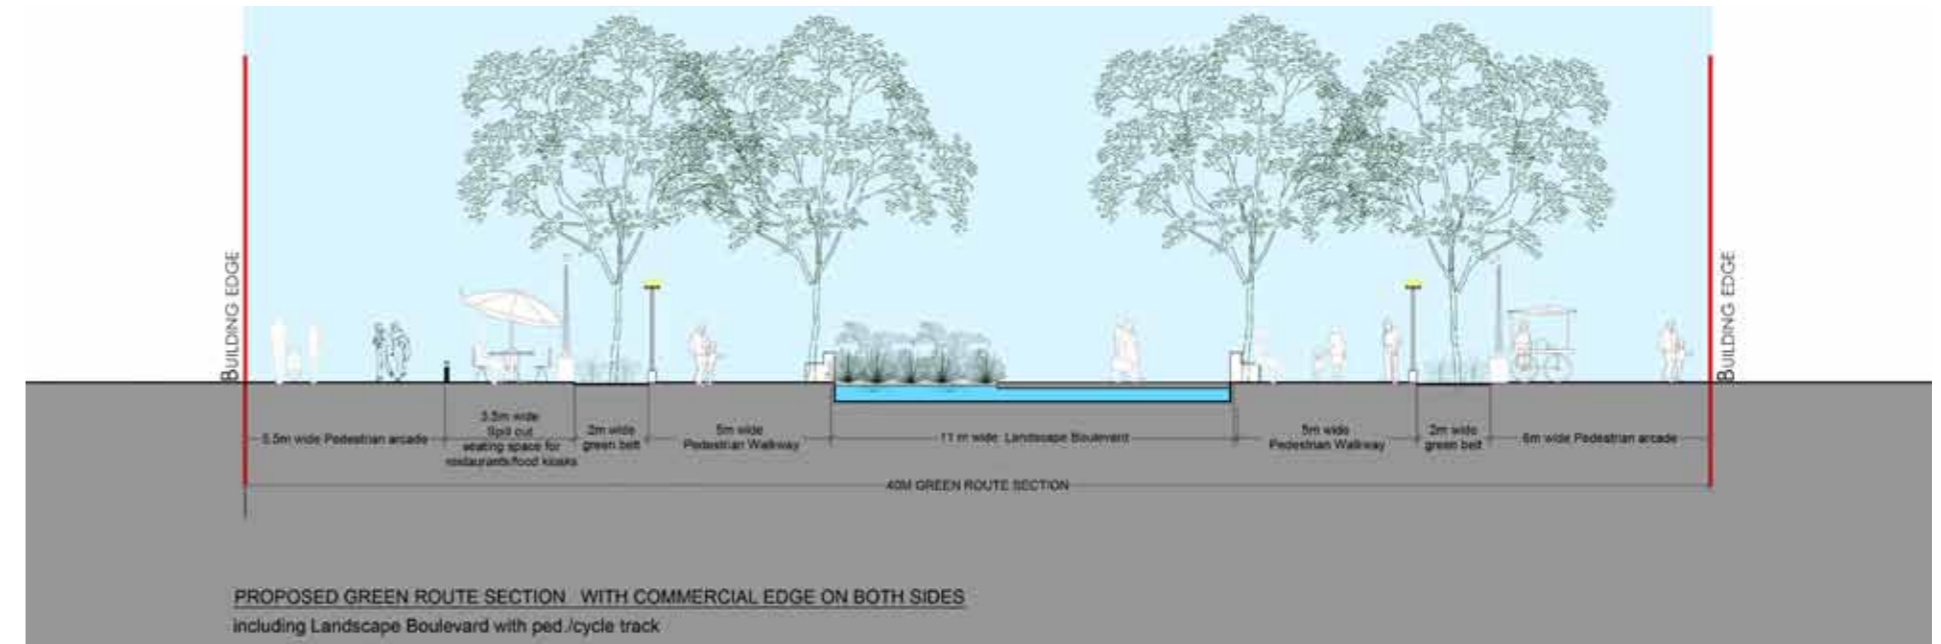 BUILDING EDGE
BUILDING EDGE
5.5m wide Pedestrian arcade
3.5m wide
Spill out
seating space for
restaurants/food kiosks
2m wide
green belt
5m wide
Pedestrian Walkway
11 m wide Landscape Boulevard
5m wide
Pedestrian Walkway
2m wide
green belt
6m wide Pedestrian arcade
40M GREEN ROUTE SECTION
PROPOSED GREEN ROUTE SECTION WITH COMMERCIAL EDGE ON BOTH SIDES
including Landscape Boulevard with ped./cycle track